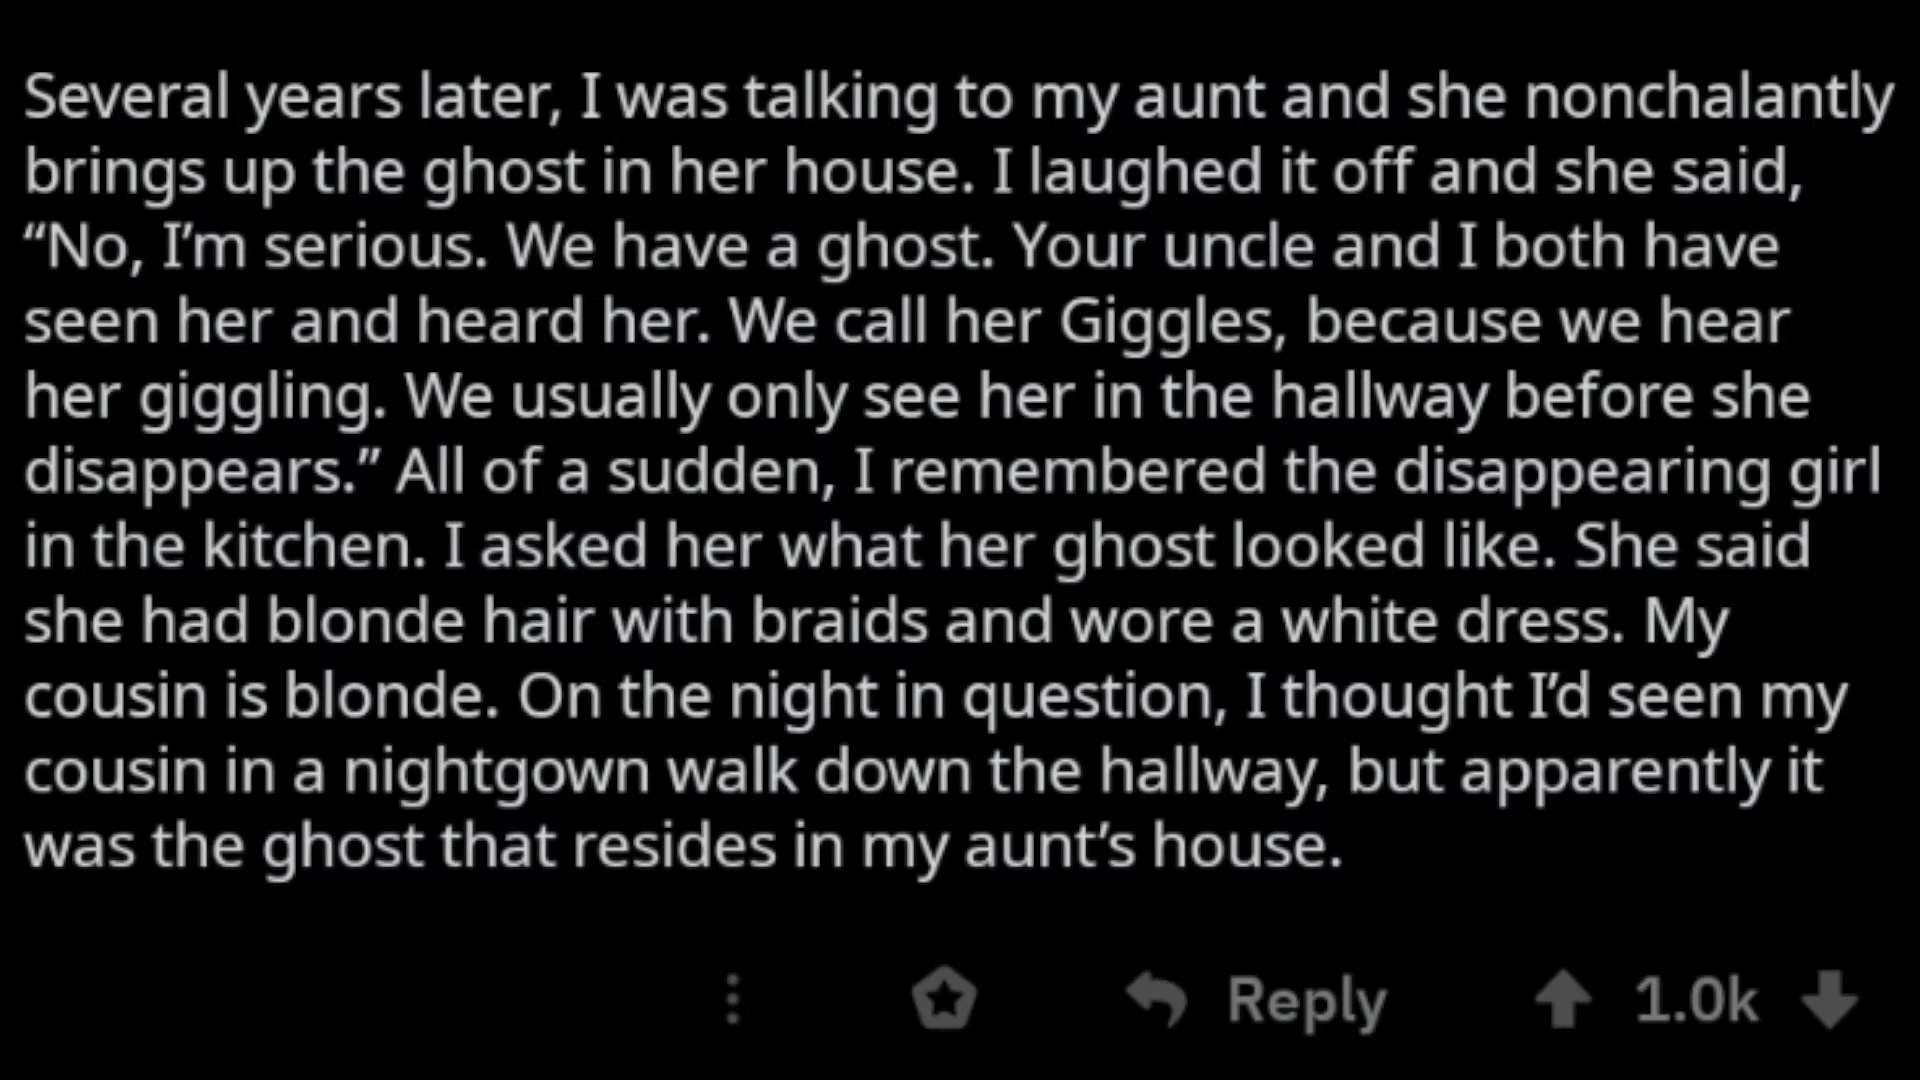 Several years later, I was talking to my aunt and she nonchalantly
brings up the ghost in her house. I laughed it off and she said,
“No, I’m serious. We have a ghost. Your uncle and I both have
seen her and heard her. We call her Giggles, because we hear
her giggling. We usually only see her in the hallway before she
disappears.” All of a sudden, I remembered the disappearing girl
in the kitchen. I asked her what her ghost looked like. She said
she had blonde hair with braids and wore a white dress. My
cousin is blonde. On the night in question, I thought I’d seen my
cousin in a nightgown walk down the hallway, but apparently it
was the ghost that resides in my aunt’s house.
Reply 1.0k